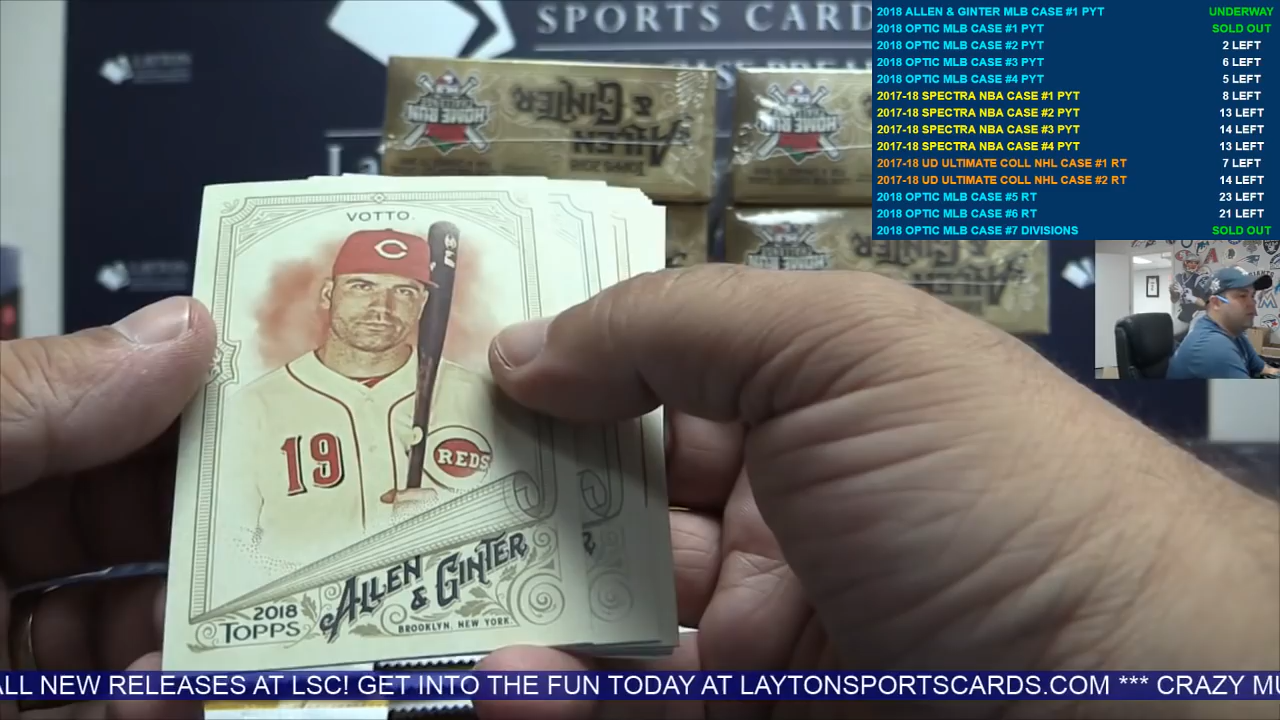 SPORTS CARDS
2018 ALLEN & GINTER MLB CASE #1 PYT UNDERWAY
2018 OPTIC MLB CASE #1 PYT SOLD OUT
2018 OPTIC MLB CASE #2 PYT 2 LEFT
2018 OPTIC MLB CASE #3 PYT 6 LEFT
2018 OPTIC MLB CASE #4 PYT 5 LEFT
2017-18 SPECTRA NBA CASE #1 PYT 8 LEFT
2017-18 SPECTRA NBA CASE #2 PYT 13 LEFT
2017-18 SPECTRA NBA CASE #3 PYT 14 LEFT
2017-18 SPECTRA NBA CASE #4 PYT 13 LEFT
2017-18 UD ULTIMATE COLL NHL CASE #1 RT 7 LEFT
2017-18 UD ULTIMATE COLL NHL CASE #2 RT 14 LEFT
2018 OPTIC MLB CASE #5 RT 23 LEFT
2018 OPTIC MLB CASE #6 RT 21 LEFT
2018 OPTIC MLB CASE #7 DIVISIONS SOLD OUT
ALLEN & GINTER
HOME RUN
VOTTO
C
19
REDS
ALLEN & GINTER
2018 TOPPS
BROOKLYN, NEW YORK
ALL NEW RELEASES AT LSC! GET INTO THE FUN TODAY AT LAYTONSPORTSCARDS.COM *** CRAZY MU